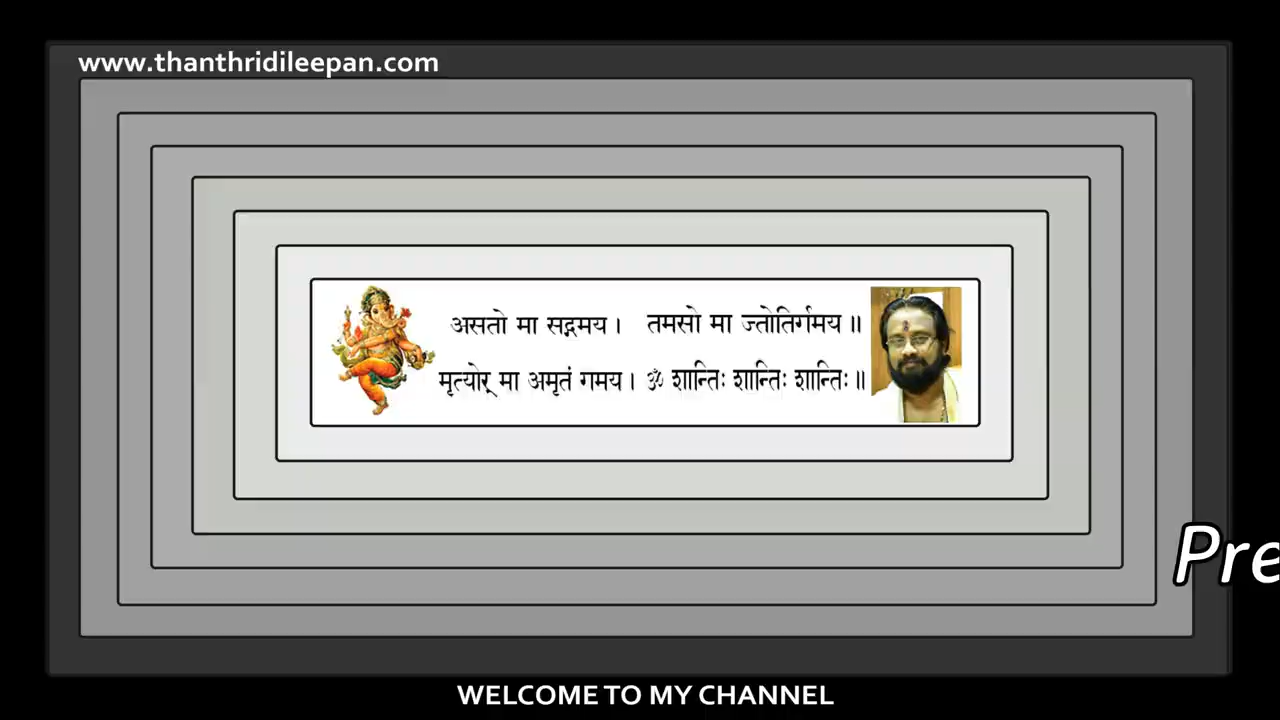 www.thanthridileepan.com
असतो मा सद्गमय । तमसो मा ज्तोतिर्गमय ॥
मृत्योर् मा अमृतं गमय । ॐ शान्तिः शान्तिः शान्तिः ॥
Pre
WELCOME TO MY CHANNEL